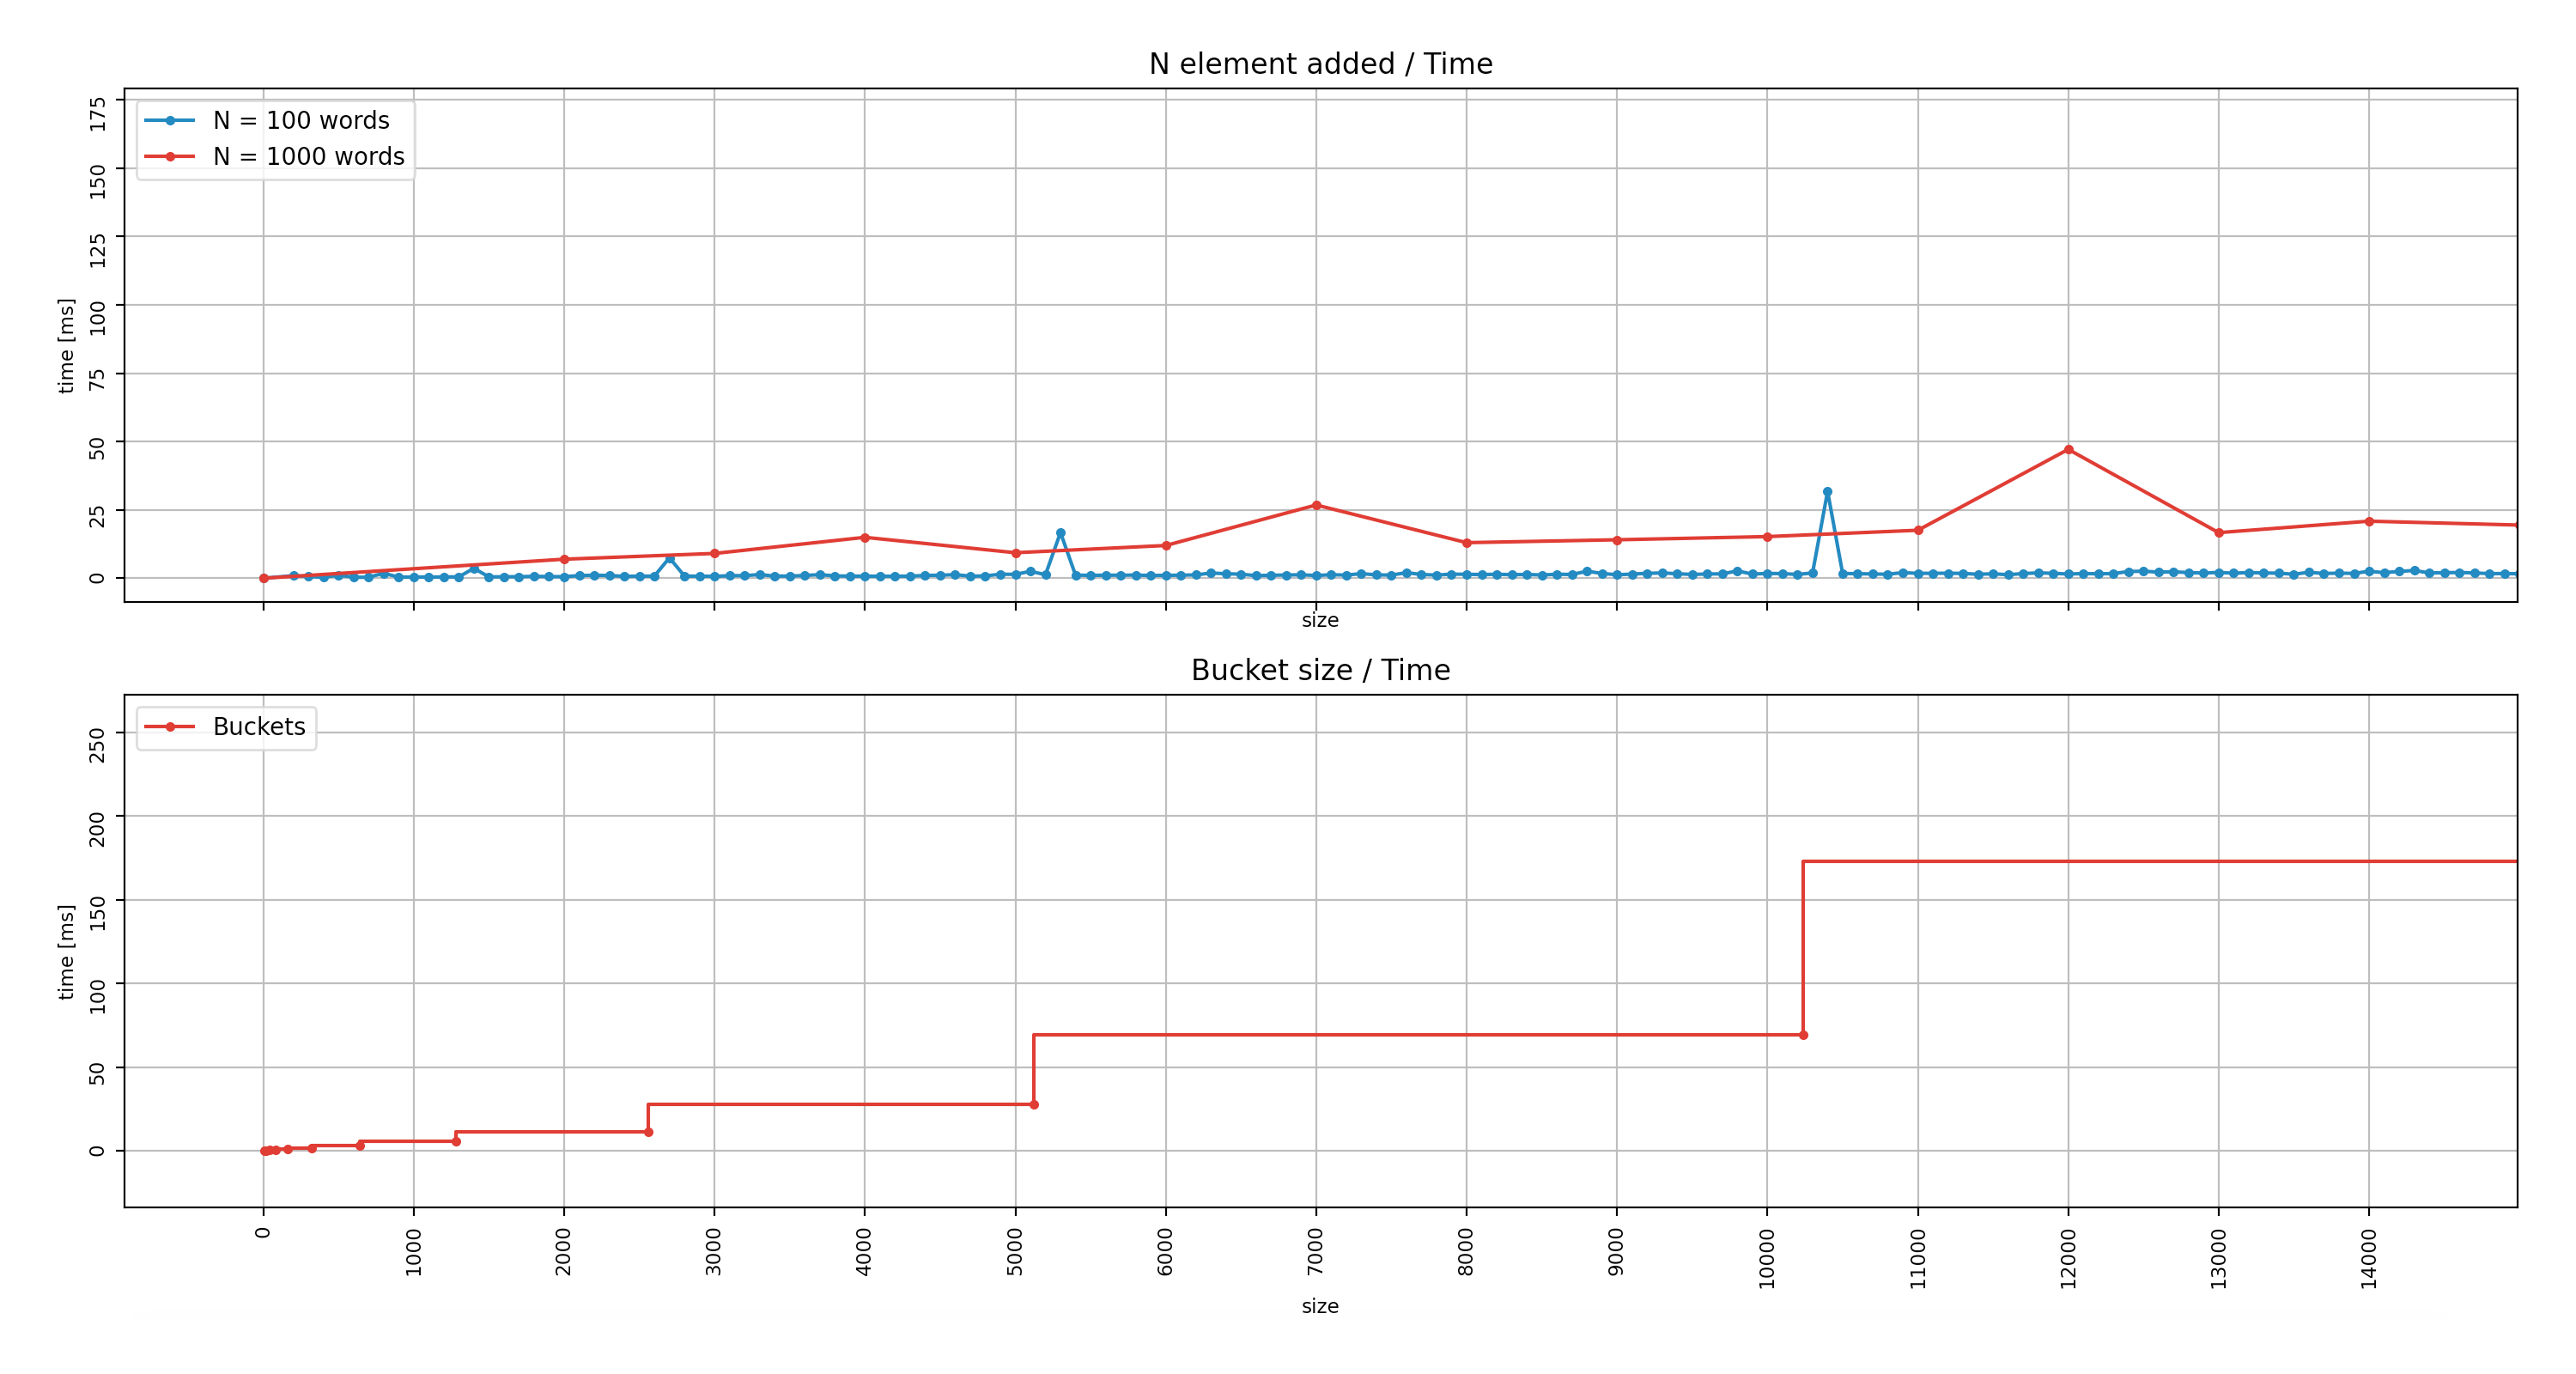 N element added / Time
175
150
125
100
75
50
25
0
time [ms]
N = 100 words
N = 1000 words
size
Bucket size / Time
250
200
150
100
50
0
time [ms]
Buckets
0 1000 2000 3000 4000 5000 6000 7000 8000 9000 10000 11000 12000 13000 14000
size